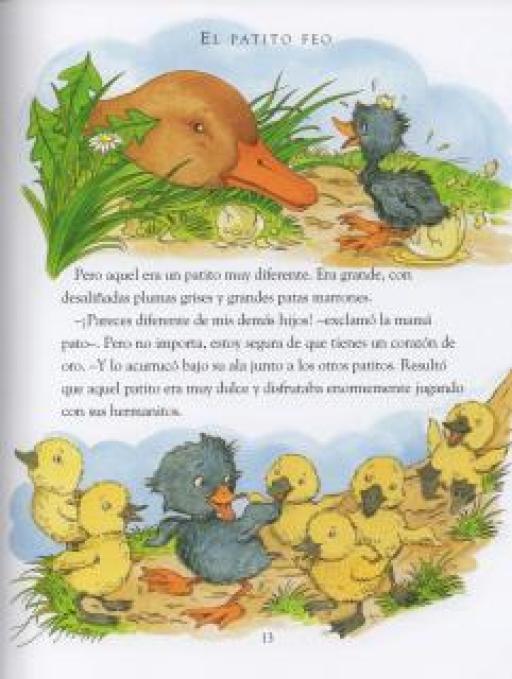 EL PATITO FEO
Pero aquel era un patito muy diferente. Era grande, con
desaliñadas plumas grises y grandes patas marrones.
–¡Pareces diferente de mis demás hijos! –exclamó la mamá
pato–. Pero no importa, estoy segura de que tienes un corazón de
oro. –Y lo acurrucó bajo su ala junto a los otros patitos. Resultó
que aquel patito era muy dulce y disfrutaba enormemente jugando
con sus hermanitos.
13